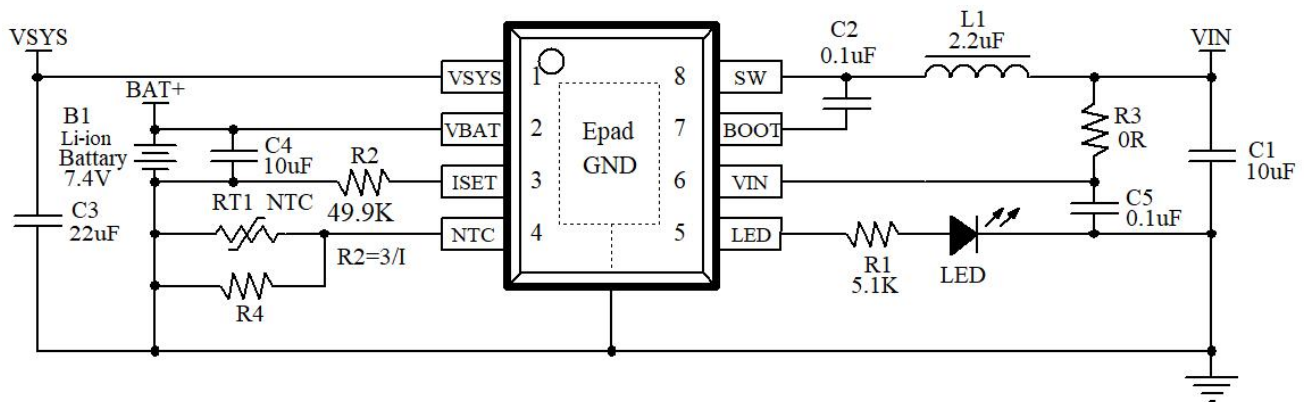 VSYS
BAT+
B1
Li-ion
Battary
7.4V
C4
10uF
R2
49.9K
RT1 NTC
C3
22uF
R2=3/I
R4
VSYS
VBAT
ISET
NTC
1
2
3
4
Epad
GND
8
7
6
5
SW
BOOT
VIN
LED
C2
0.1uF
L1
2.2uF
VIN
R3
0R
C1
10uF
C5
0.1uF
R1
5.1K
LED